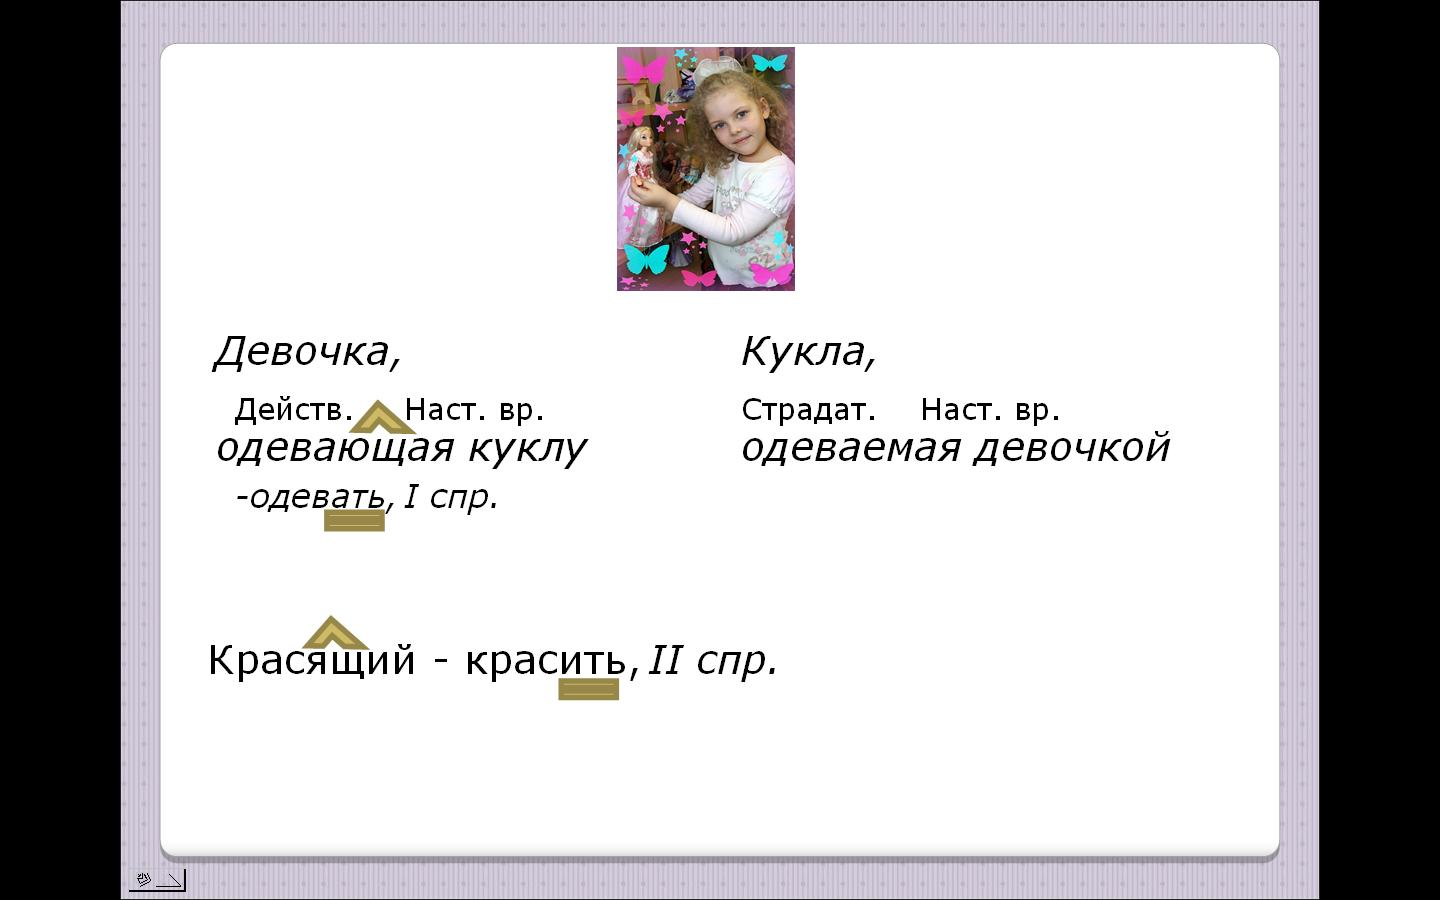 Девочка,
Действ. Наст. вр.
одевающая куклу
-одевать, I спр.
Кукла,
Страдат. Наст. вр.
одеваемая девочкой
Красящий - красить, II спр.